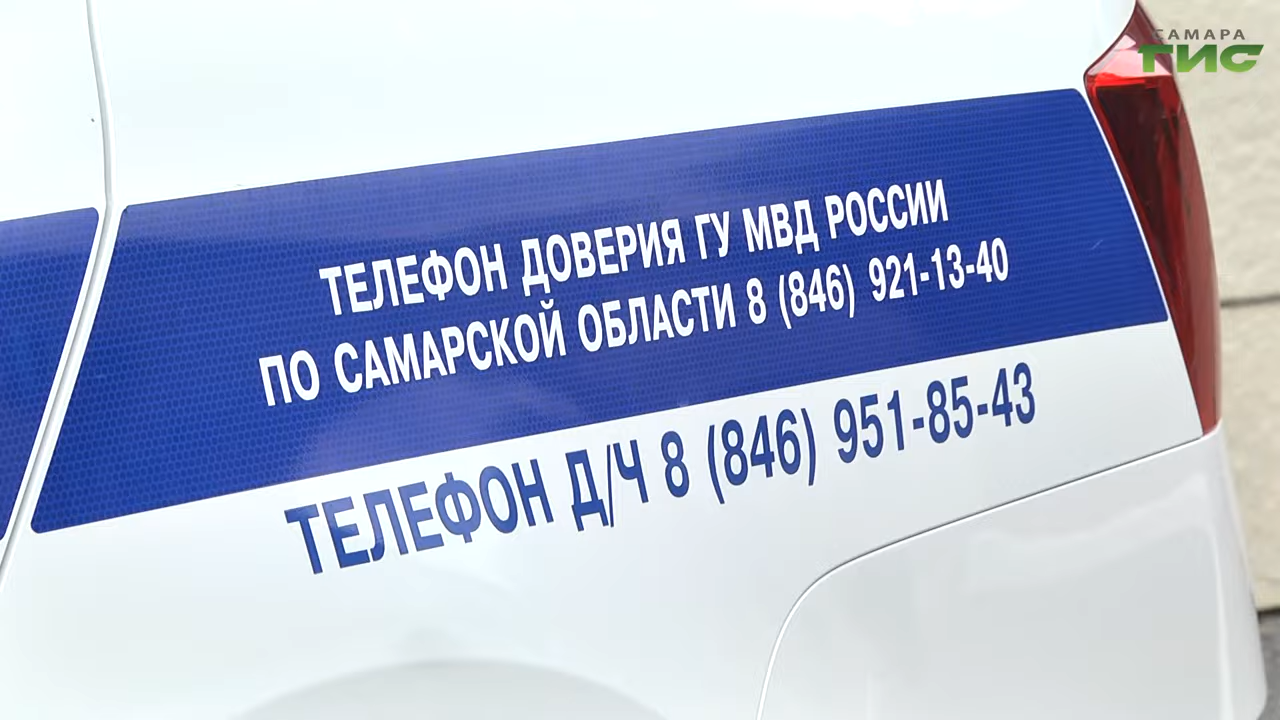 САМАРА
ГИС
ТЕЛЕФОН ДОВЕРИЯ ГУ МВД РОССИИ
ПО САМАРСКОЙ ОБЛАСТИ 8 (846) 921-13-40
ТЕЛЕФОН Д/Ч 8 (846) 951-85-43